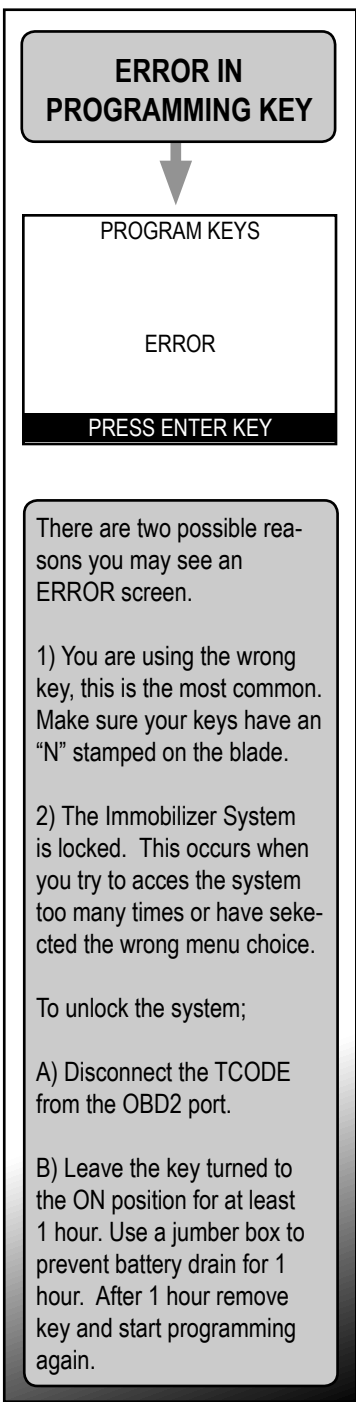 ERROR IN
PROGRAMMING KEY
PROGRAM KEYS
ERROR
PRESS ENTER KEY
There are two possible rea-
sons you may see an
ERROR screen.
1) You are using the wrong
key, this is the most common.
Make sure your keys have an
“N” stamped on the blade.
2) The Immobilizer System
is locked.  This occurs when
you try to acces the system
too many times or have seke-
cted the wrong menu choice.
To unlock the system;
A) Disconnect the TCODE
from the OBD2 port.
B) Leave the key turned to
the ON position for at least
1 hour. Use a jumber box to
prevent battery drain for 1
hour.  After 1 hour remove
key and start programming
again.